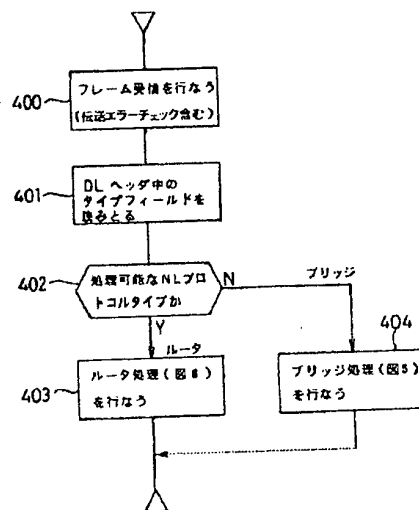 400
フレーム受信を行なう
(伝送エラーチェック含む)
401
DLヘッダ中の
タイプフィールドを
読みとる
402
処理可能なNLプロ
トコルタイプか
N
ブリッジ
Y
ルータ
403
ルータ処理(図6)
を行なう
404
ブリッジ処理(図5)
を行なう